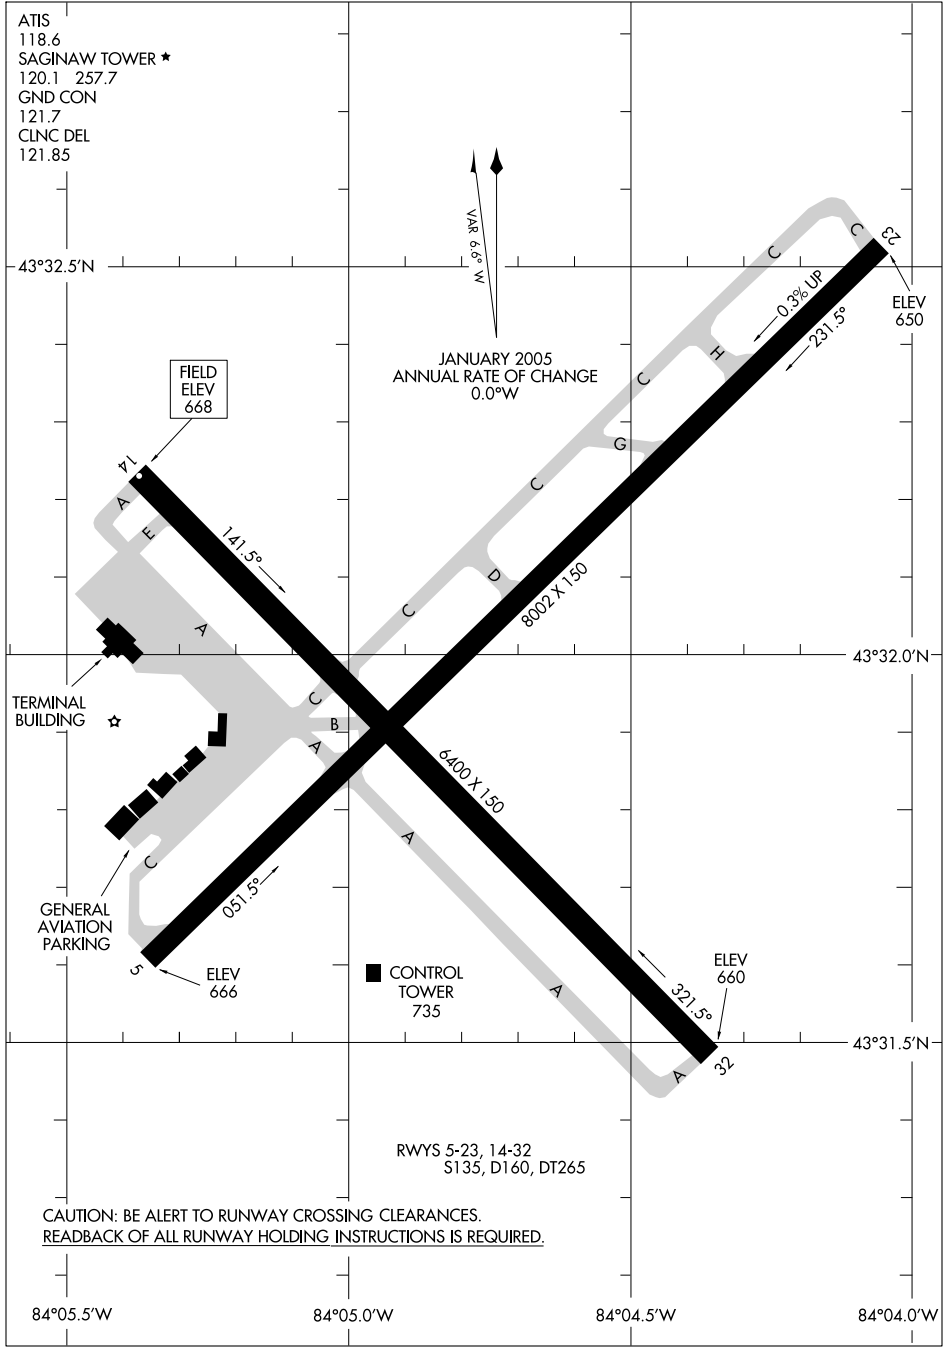 ATIS
118.6
SAGINAW TOWER ★
120.1 257.7
GND CON
121.7
CLNC DEL
121.85
VAR 6.6° W
JANUARY 2005
ANNUAL RATE OF CHANGE
0.0°W
43°32.5'N
C
23
C
0.3% UP
231.5°
ELEV
650
H
C
G
C
FIELD
ELEV
668
14
A
E
141.5°
D
8002 X 150
C
A
43°32.0'N
TERMINAL
BUILDING
C
B
A
6400 X 150
A
C
051.5°
GENERAL
AVIATION
PARKING
5
ELEV
666
CONTROL
TOWER
735
A
321.5°
ELEV
660
43°31.5'N
A
32
RWYS 5-23, 14-32
S135, D160, DT265
CAUTION: BE ALERT TO RUNWAY CROSSING CLEARANCES.
READBACK OF ALL RUNWAY HOLDING INSTRUCTIONS IS REQUIRED.
84°05.5'W
84°05.0'W
84°04.5'W
84°04.0'W